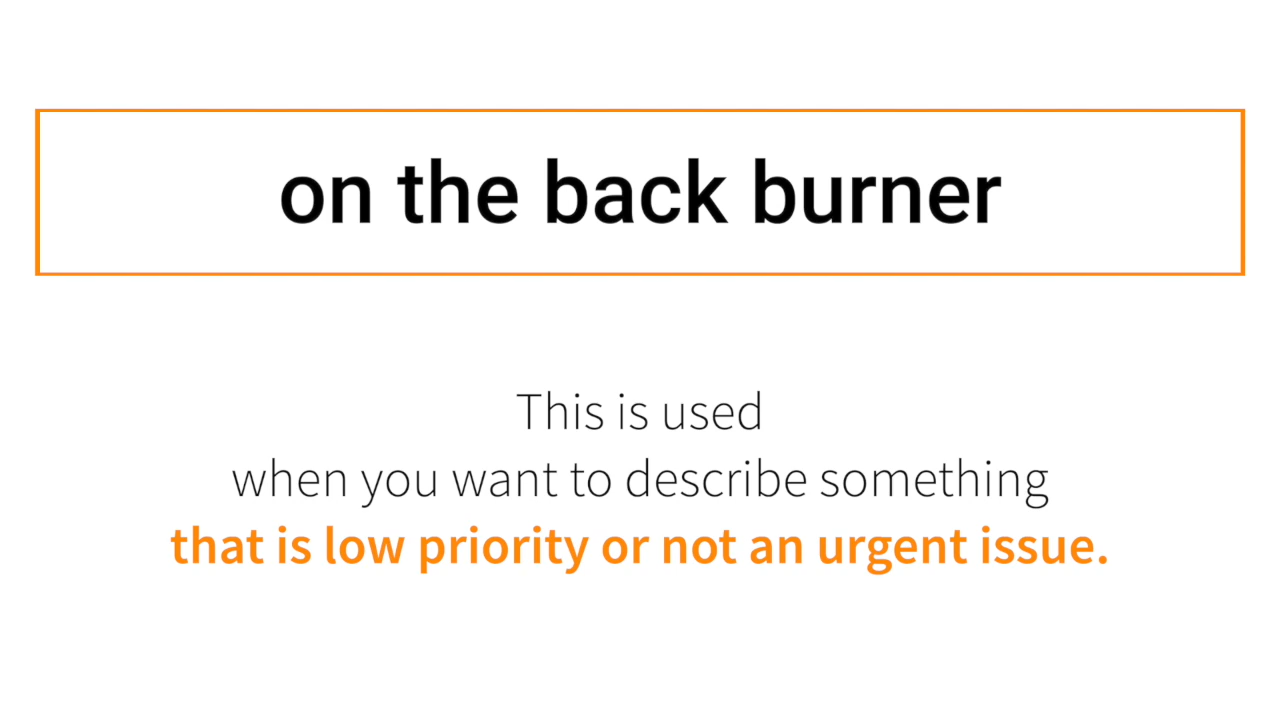 on the back burner
This is used
when you want to describe something
that is low priority or not an urgent issue.